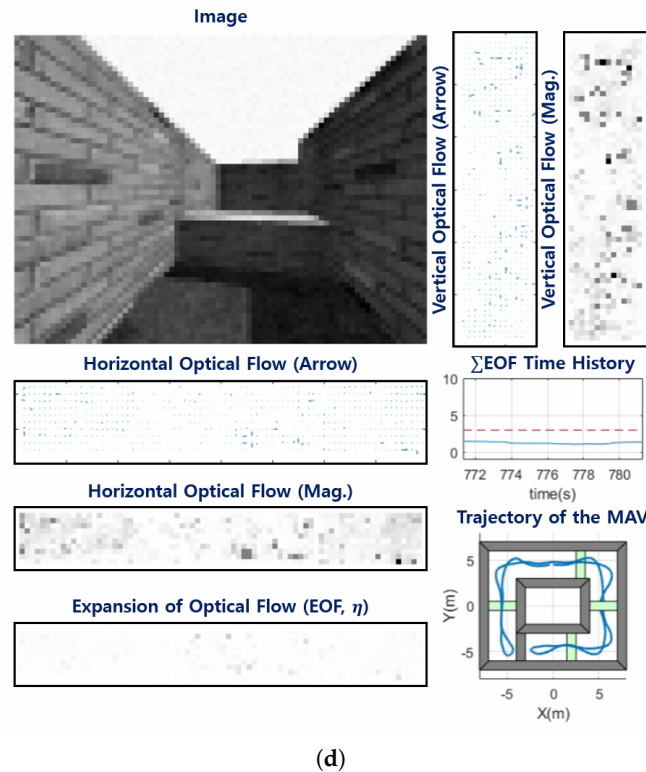 Image
Vertical Optical Flow (Arrow)
Vertical Optical Flow (Mag.)
Horizontal Optical Flow (Arrow)
∑EOF Time History
10
5
0
772 774 776 778 780
time(s)
Horizontal Optical Flow (Mag.)
Trajectory of the MAV
Expansion of Optical Flow (EOF, η)
5
0
-5
Y(m)
-5 0 5
X(m)
(d)